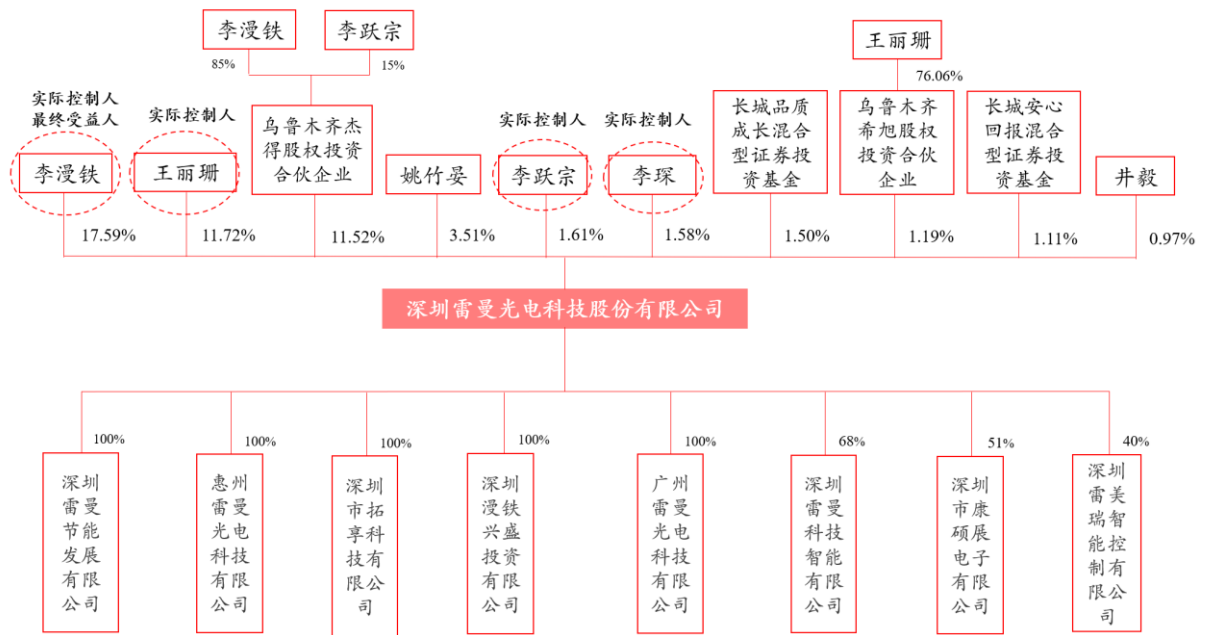 李漫铁
李跃宗
85%
15%
王丽珊
76.06%
实际控制人
最终受益人
李漫铁
实际控制人
王丽珊
乌鲁木齐杰
得股权投资
合伙企业
姚竹晏
实际控制人
李跃宗
实际控制人
李琛
长城品质
成长混合
型证券投
资基金
乌鲁木齐
希旭股权
投资合伙
企业
长城安心
回报混合
型证券投
资基金
井毅
17.59%
11.72%
11.52%
3.51%
1.61%
1.58%
1.50%
1.19%
1.11%
0.97%
深圳雷曼光电科技股份有限公司
100%
100%
100%
100%
100%
68%
51%
40%
深圳
雷曼
节能
发展
有限
公司
惠州
雷曼
光电
科技
有限
公司
深圳
市拓
享科
技有
限公
司
深圳
漫铁
兴盛
投资
有限
公司
广州
雷曼
光电
科技
有限
公司
深圳
雷曼
科技
智能
有限
公司
深圳
市康
硕展
电子
有限
公司
深圳
雷美
瑞智
能控
制有
限公
司